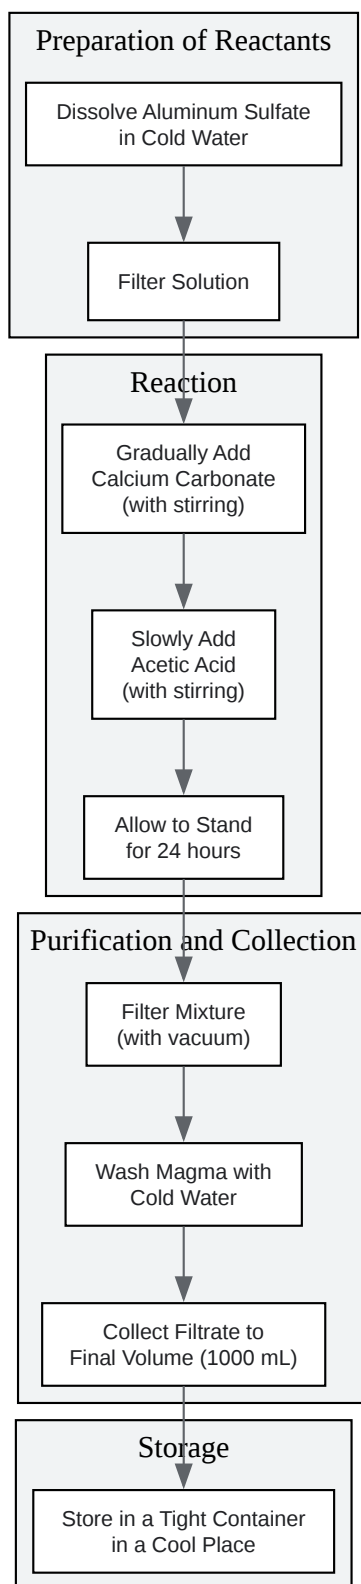 Preparation of Reactants
Dissolve Aluminum Sulfate
in Cold Water
Filter Solution
Reaction
Gradually Add
Calcium Carbonate
(with stirring)
Slowly Add
Acetic Acid
(with stirring)
Allow to Stand
for 24 hours
Purification and Collection
Filter Mixture
(with vacuum)
Wash Magma with
Cold Water
Collect Filtrate to
Final Volume (1000 mL)
Storage
Store in a Tight Container
in a Cool Place